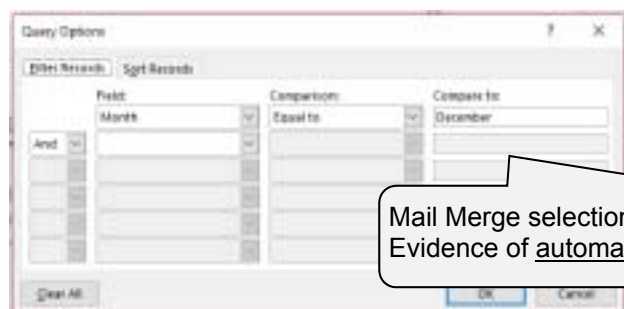 Query Options ? ×
Filter Records Sort Records
Field: Comparison: Compare to:
Month Equal to December
And
Mail Merge selection
Evidence of automa
Clear All OK Cancel